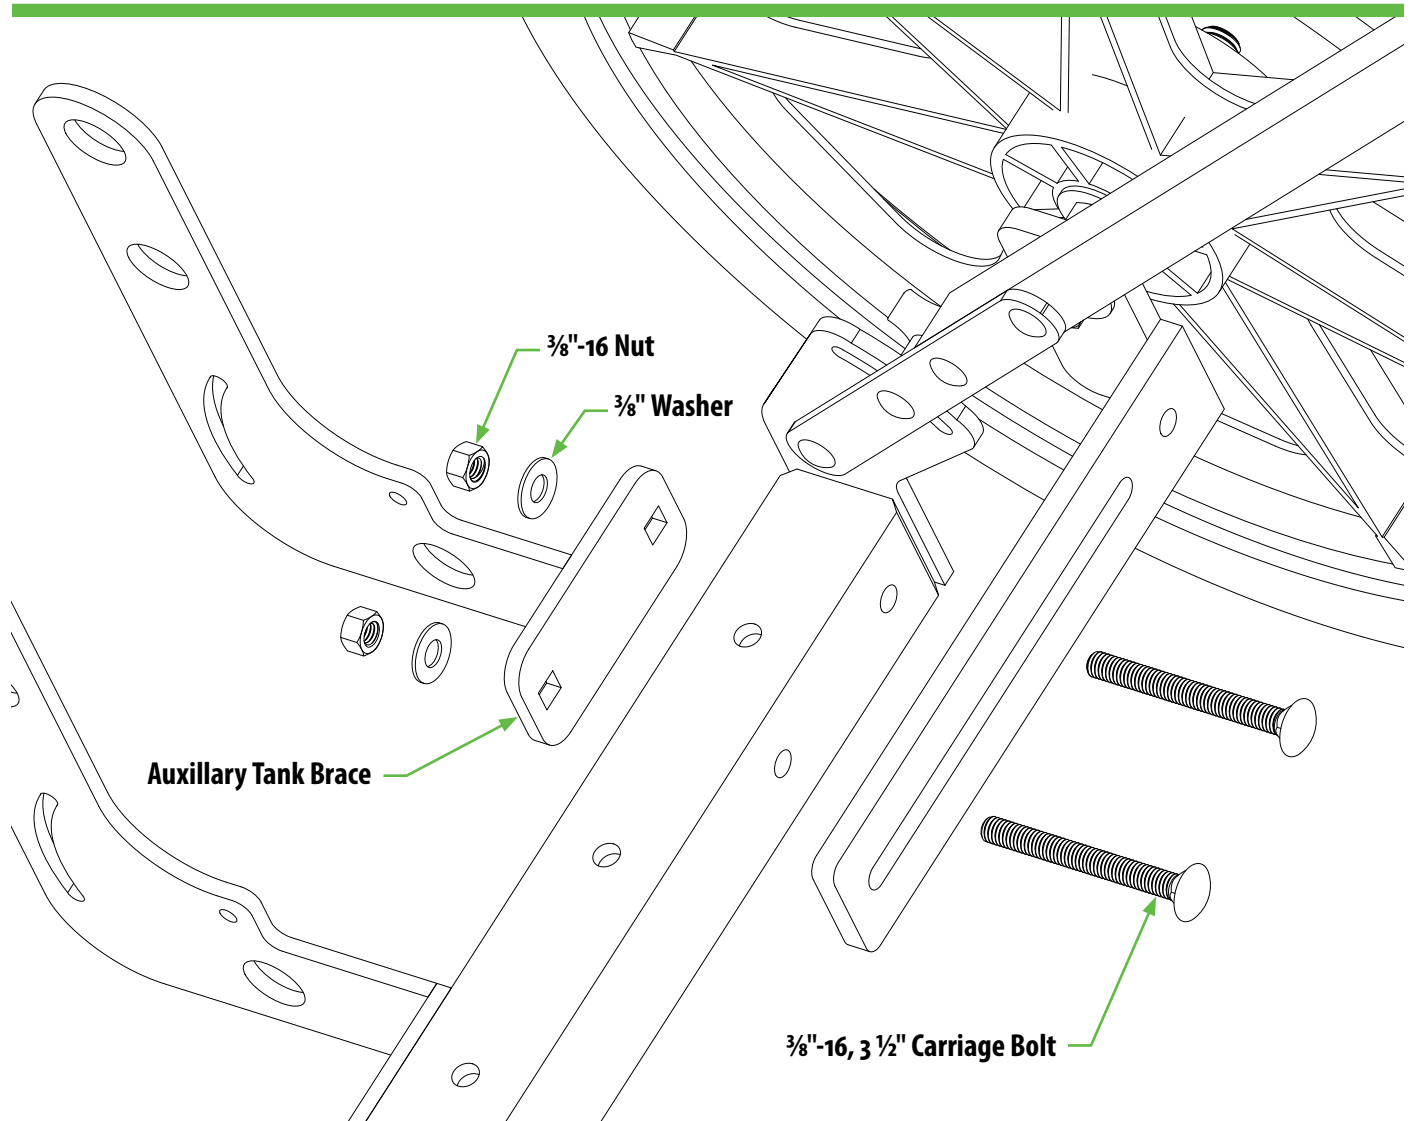 ⅜"-16 Nut
⅜" Washer
Auxillary Tank Brace
⅜"-16, 3 ½" Carriage Bolt